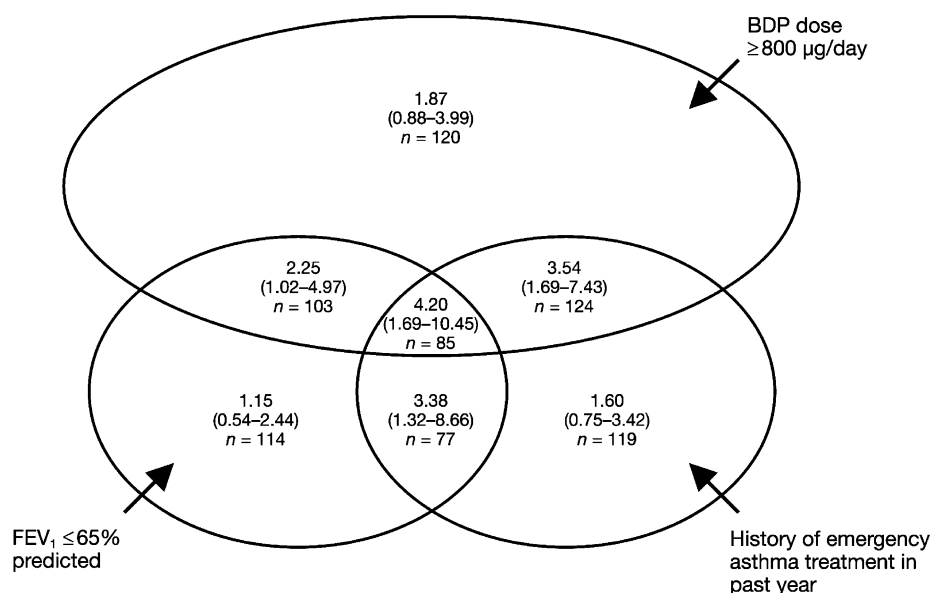 BDP dose
≥800 µg/day
1.87
(0.88–3.99)
n = 120
2.25
(1.02–4.97)
n = 103
3.54
(1.69–7.43)
n = 124
4.20
(1.69–10.45)
n = 85
1.15
(0.54–2.44)
n = 114
3.38
(1.32–8.66)
n = 77
1.60
(0.75–3.42)
n = 119
FEV₁ ≤65%
predicted
History of emergency
asthma treatment in
past year